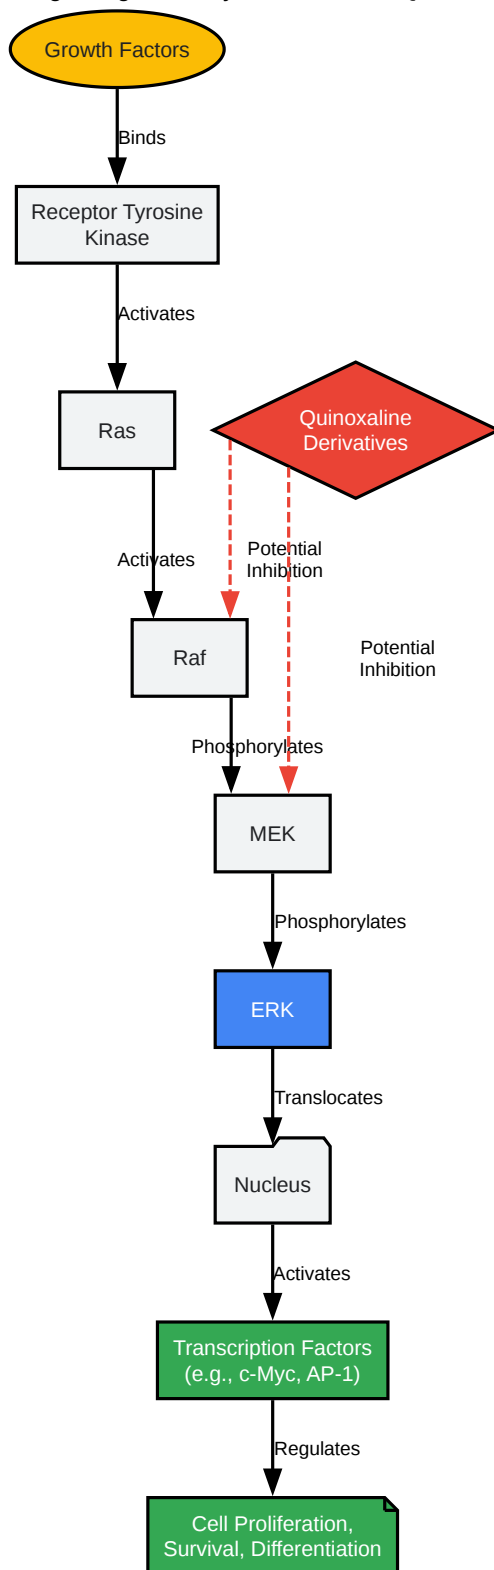 Growth Factors
Binds
Receptor Tyrosine
Kinase
Activates
Ras
Quinoxaline
Derivatives
Activates
Potential
Inhibition
Raf
Potential
Inhibition
Phosphorylates
MEK
Phosphorylates
ERK
Translocates
Nucleus
Activates
Transcription Factors
(e.g., c-Myc, AP-1)
Regulates
Cell Proliferation,
Survival, Differentiation